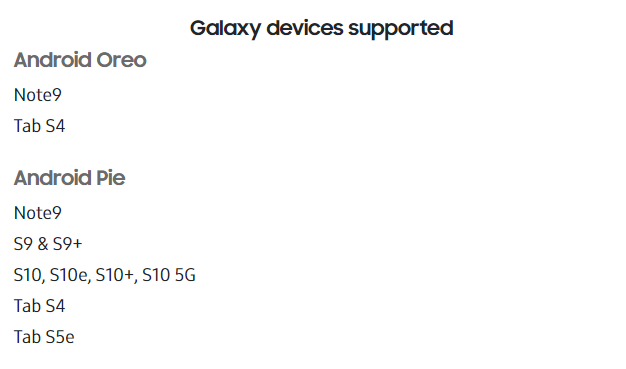 Galaxy devices supported
Android Oreo
Note9
Tab S4
Android Pie
Note9
S9 & S9+
S10, S10e, S10+, S10 5G
Tab S4
Tab S5e